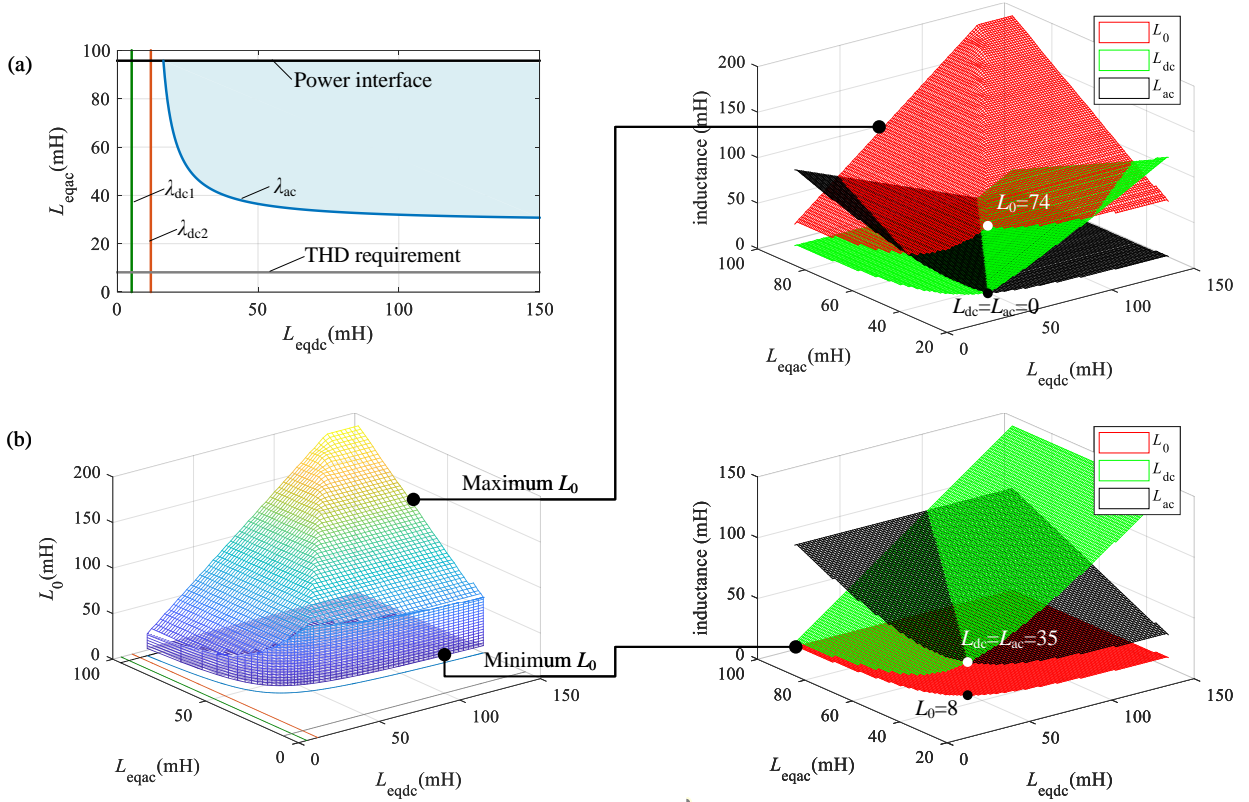 (a)
100
80
60
40
20
0
0
50
100
150
L_eqac(mH)
L_eqdc(mH)
Power interface
λ_ac
λ_dc1
λ_dc2
THD requirement
200
150
100
50
0
inductance (mH)
100
80
60
40
20
L_eqac(mH)
0
50
100
150
L_eqdc(mH)
L_0
L_dc
L_ac
L_0=74
L_dc=L_ac=0
(b)
200
150
100
50
0
L_0(mH)
100
50
0
L_eqac(mH)
0
50
100
150
L_eqdc(mH)
Maximum L_0
Minimum L_0
150
100
50
0
inductance (mH)
100
80
60
40
20
L_eqac(mH)
0
50
100
150
L_eqdc(mH)
L_0
L_dc
L_ac
L_dc=L_ac=35
L_0=8